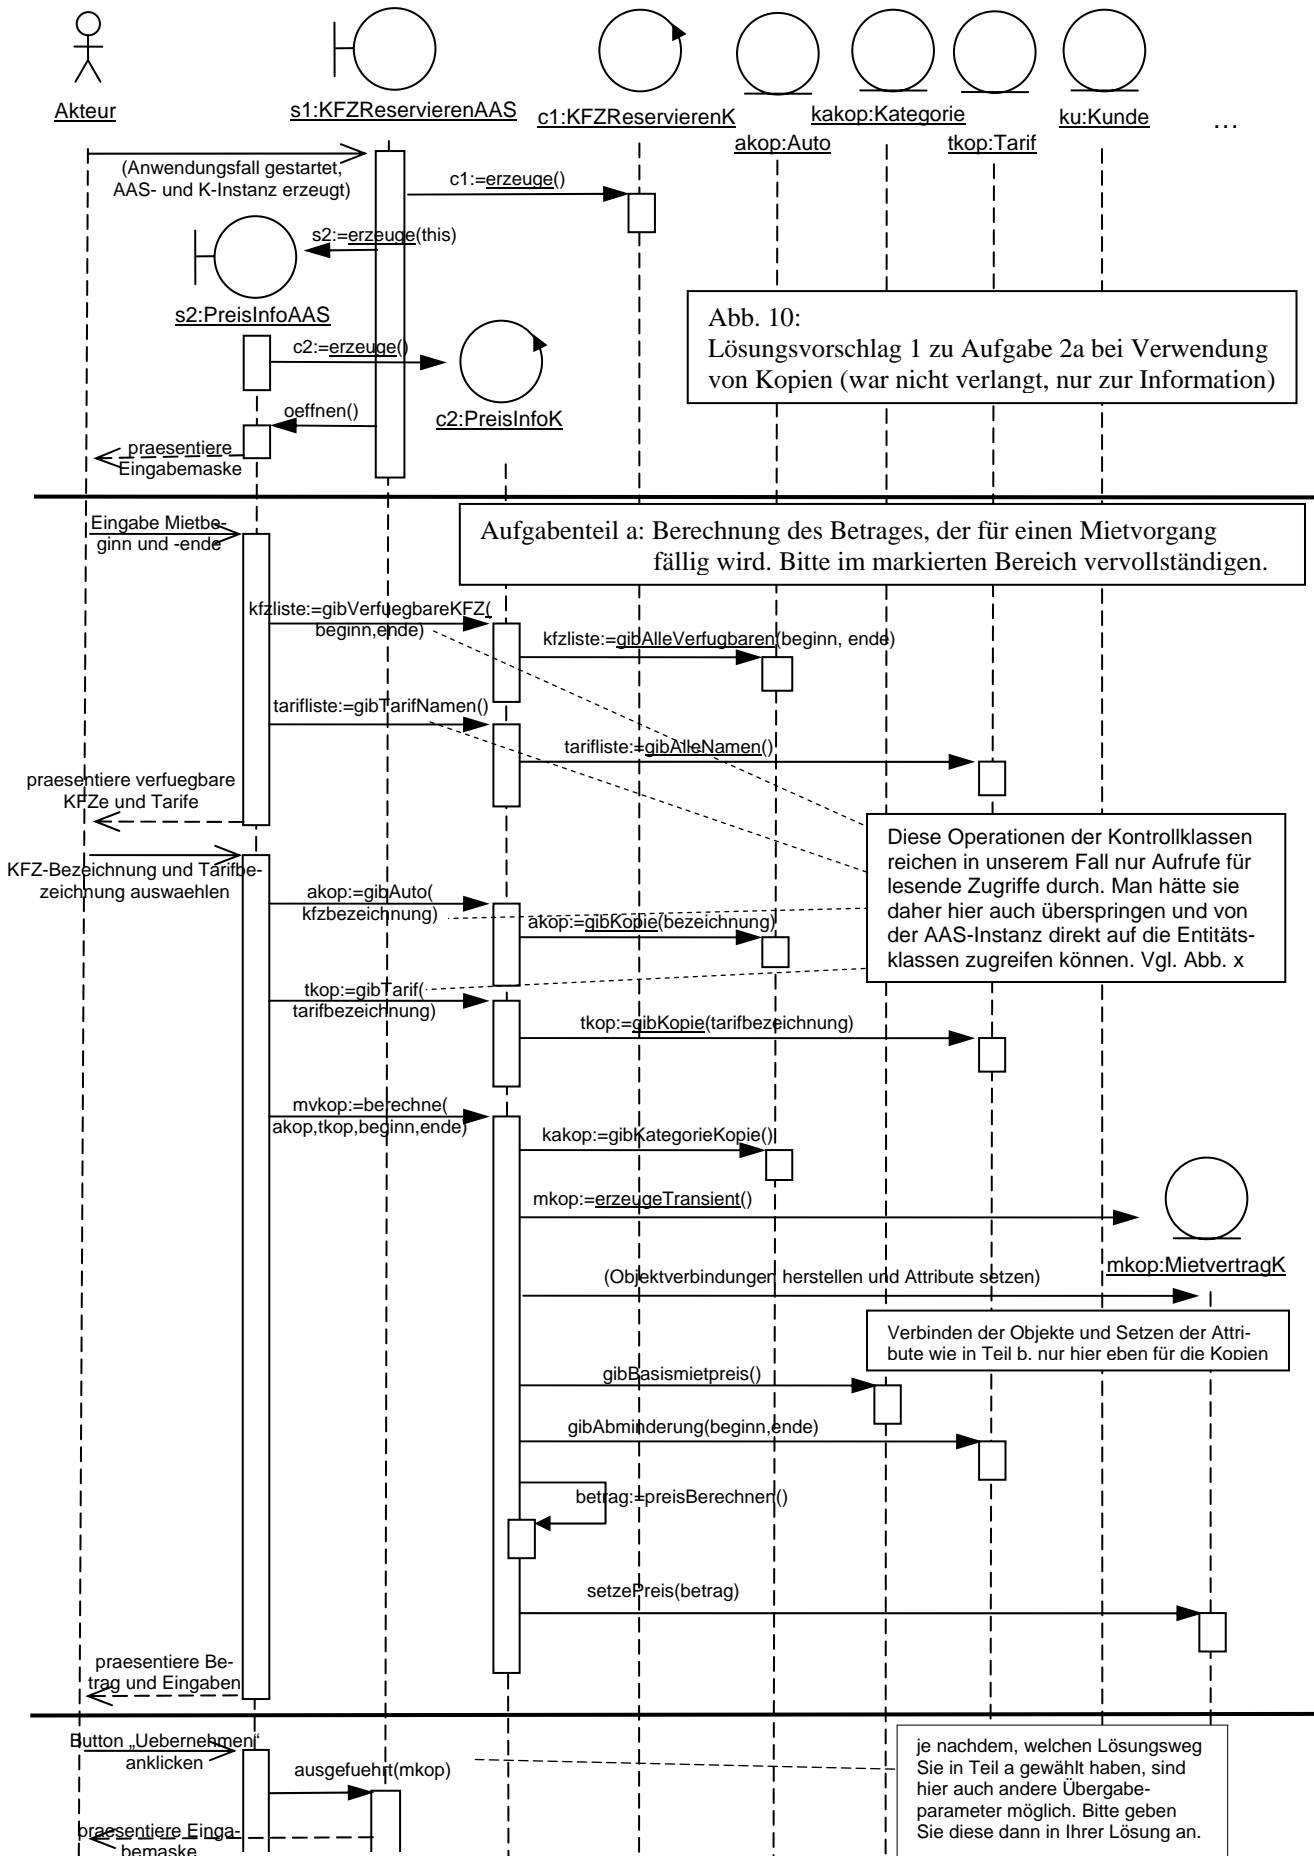 Akteur
s1:KFZReservierenAAS
c1:KFZReservierenK
akop:Auto
kakop:Kategorie
tkop:Tarif
ku:Kunde
…
(Anwendungsfall gestartet,
AAS- und K-Instanz erzeugt)
c1:=erzeuge()
s2:=erzeuge(this)
s2:PreisInfoAAS
c2:=erzeuge()
c2:PreisInfoK
oeffnen()
praesentiere
Eingabemaske
Abb. 10:
Lösungsvorschlag 1 zu Aufgabe 2a bei Verwendung
von Kopien (war nicht verlangt, nur zur Information)
Eingabe Mietbe-
ginn und -ende
Aufgabenteil a: Berechnung des Betrages, der für einen Mietvorgang
fällig wird. Bitte im markierten Bereich vervollständigen.
kfzliste:=gibVerfuegbareKFZ(
beginn,ende)
kfzliste:=gibAlleVerfugbaren(beginn, ende)
tarifliste:=gibTarifNamen()
tarifliste:=gibAlleNamen()
praesentiere verfuegbare
KFZe und Tarife
KFZ-Bezeichnung und Tarifbe-
zeichnung auswaehlen
Diese Operationen der Kontrollklassen
reichen in unserem Fall nur Aufrufe für
lesende Zugriffe durch. Man hätte sie
daher hier auch überspringen und von
der AAS-Instanz direkt auf die Entitäts-
klassen zugreifen können. Vgl. Abb. x
akop:=gibAuto(
kfzbezeichnung)
akop:=gibKopie(bezeichnung)
tkop:=gibTarif(
tarifbezeichnung)
tkop:=gibKopie(tarifbezeichnung)
mvkop:=berechne(
akop,tkop,beginn,ende)
kakop:=gibKategorieKopie()
mkop:=erzeugeTransient()
mkop:MietvertragK
(Objektverbindungen herstellen und Attribute setzen)
Verbinden der Objekte und Setzen der Attri-
bute wie in Teil b. nur hier eben für die Kopien
gibBasismietpreis()
gibAbminderung(beginn,ende)
betrag:=preisBerechnen()
setzePreis(betrag)
praesentiere Be-
trag und Eingaben
Button „Uebernehmen“
anklicken
ausgefuehrt(mkop)
praesentiere Einga-
bemaske
je nachdem, welchen Lösungsweg
Sie in Teil a gewählt haben, sind
hier auch andere Übergabe-
parameter möglich. Bitte geben
Sie diese dann in Ihrer Lösung an.